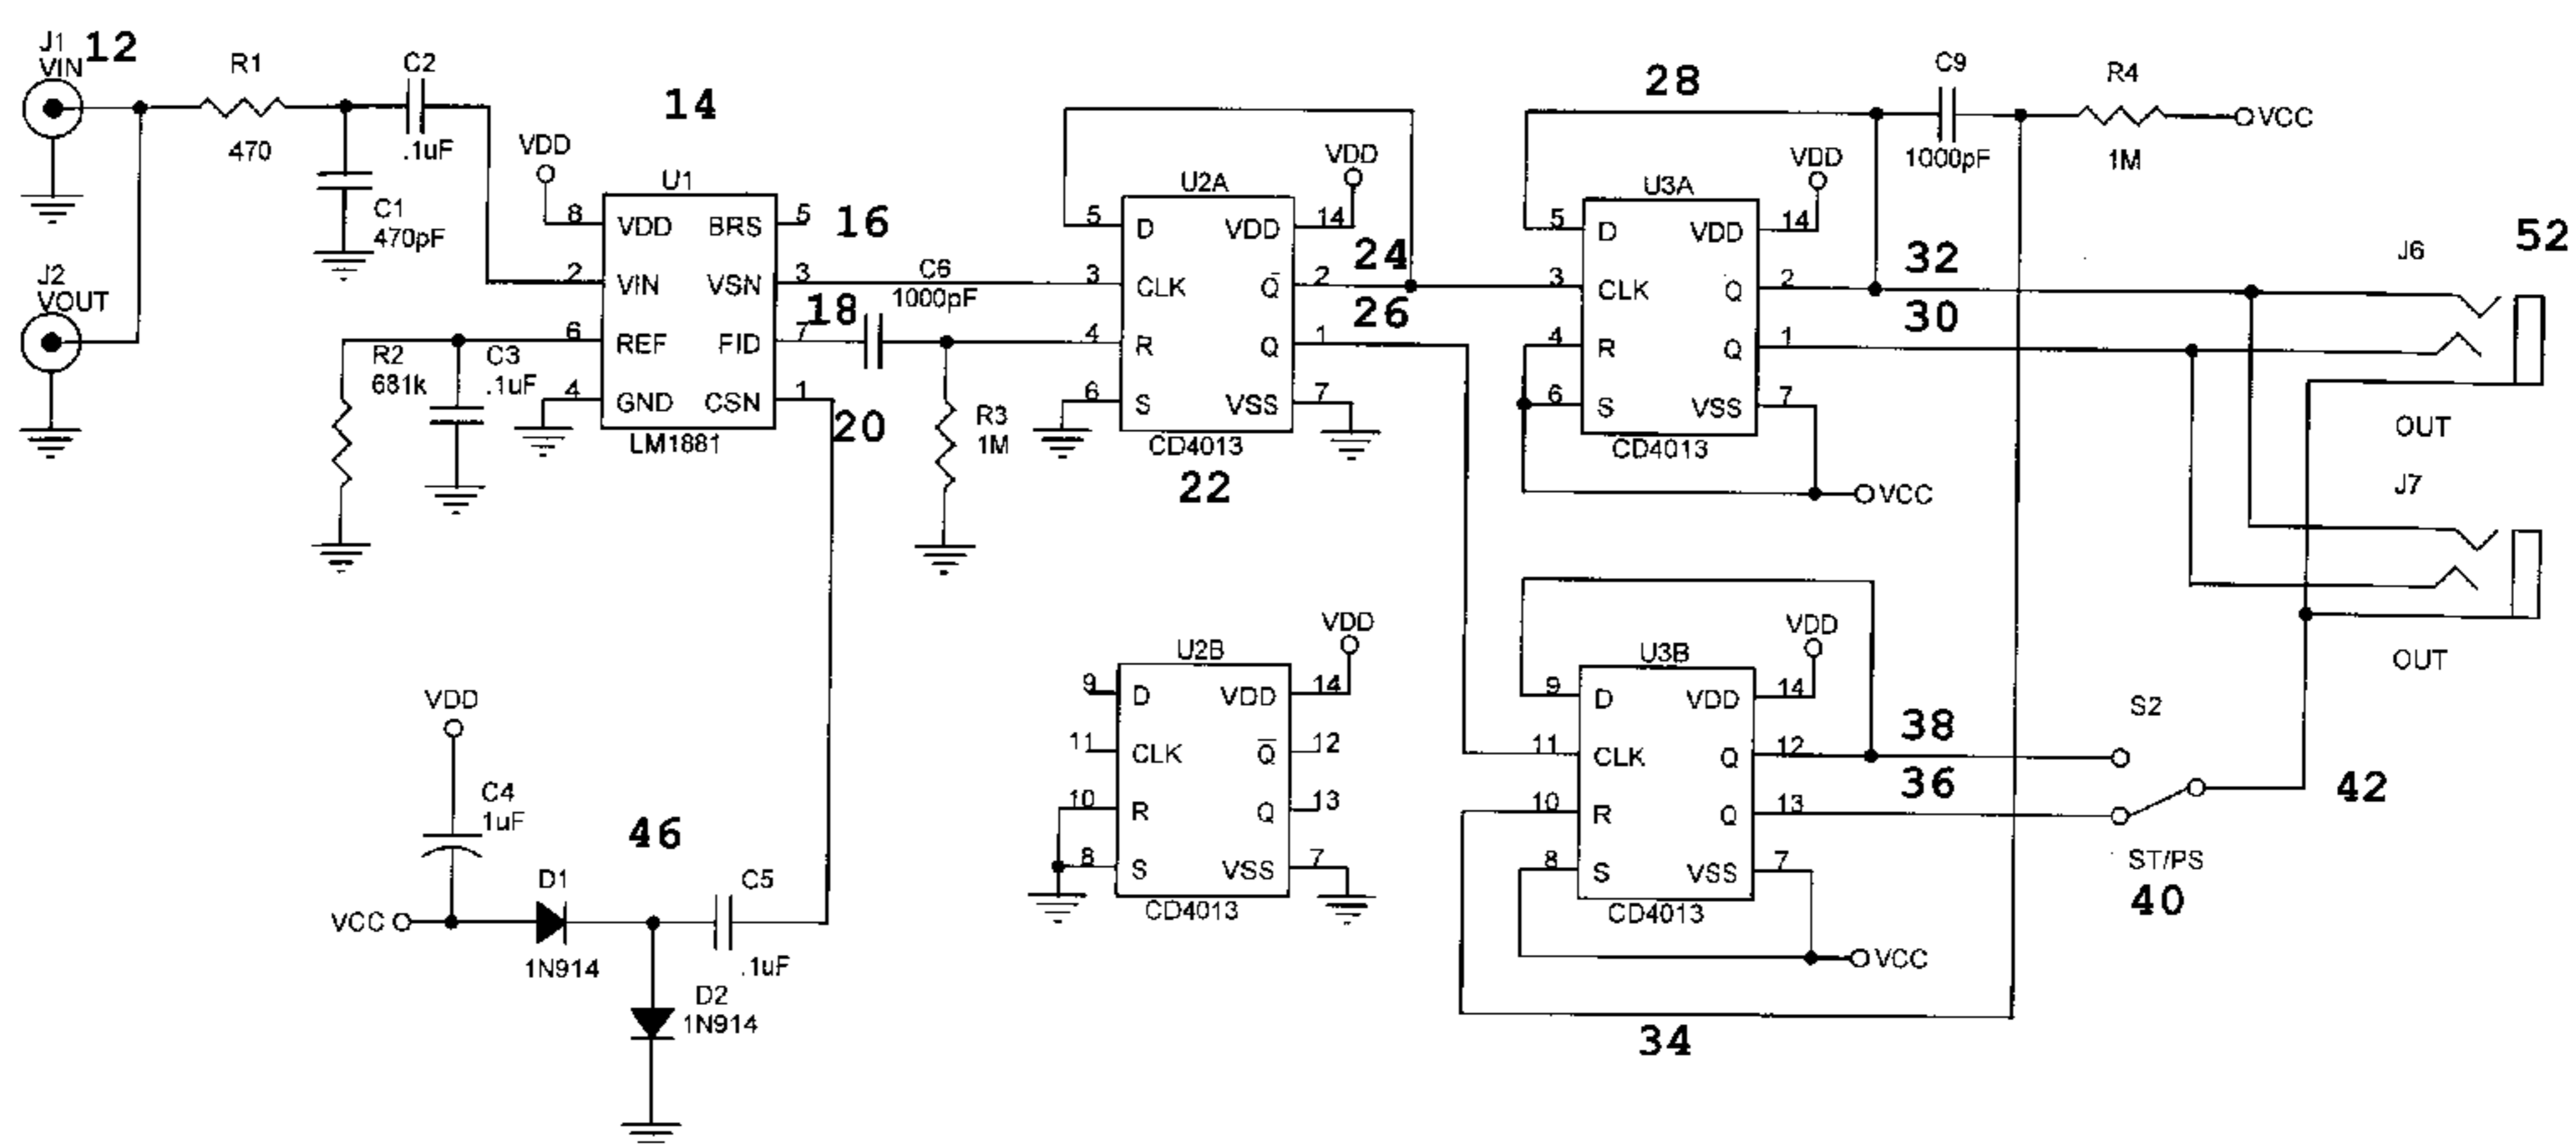 J1 12
VIN
R1
470
C2
.1uF
C1
470pF
J2
VOUT
R2
681k
C3
.1uF
14
VDD
U1
8 VDD BRS 5
2 VIN VSN 3
6 REF FID 7
4 GND CSN 1
LM1881
16
18
20
C6
1000pF
R3
1M
U2A
VDD
5 D VDD 14
3 CLK Q̅ 2
4 R Q 1
6 S VSS 7
CD4013
22
24
26
28
U3A
VDD
5 D VDD 14
3 CLK Q 2
4 R Q 1
6 S VSS 7
CD4013
VCC
C9
1000pF
R4
1M
VCC
32
30
J6
52
OUT
J7
OUT
VDD
C4
1uF
VCC
D1
1N914
46
C5
.1uF
D2
1N914
U2B
VDD
9 D VDD 14
11 CLK Q̅ 12
10 R Q 13
8 S VSS 7
CD4013
U3B
VDD
9 D VDD 14
11 CLK Q 12
10 R Q 13
8 S VSS 7
CD4013
VCC
34
38
36
S2
ST/PS
40
42